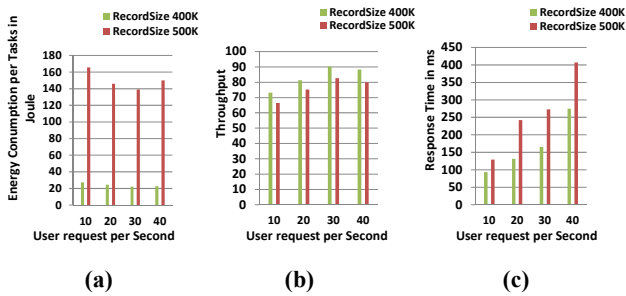 RecordSize 400K
RecordSize 500K
Energy Consumption per Tasks in
Joule
180
160
140
120
100
80
60
40
20
0
10 20 30 40
User request per Second
(a)
RecordSize 400K
RecordSize 500K
Throughput
100
90
80
70
60
50
40
30
20
10
0
10 20 30 40
User request per Second
(b)
RecordSize 400K
RecordSize 500K
Response Time in ms
450
400
350
300
250
200
150
100
50
0
10 20 30 40
User request per Second
(c)